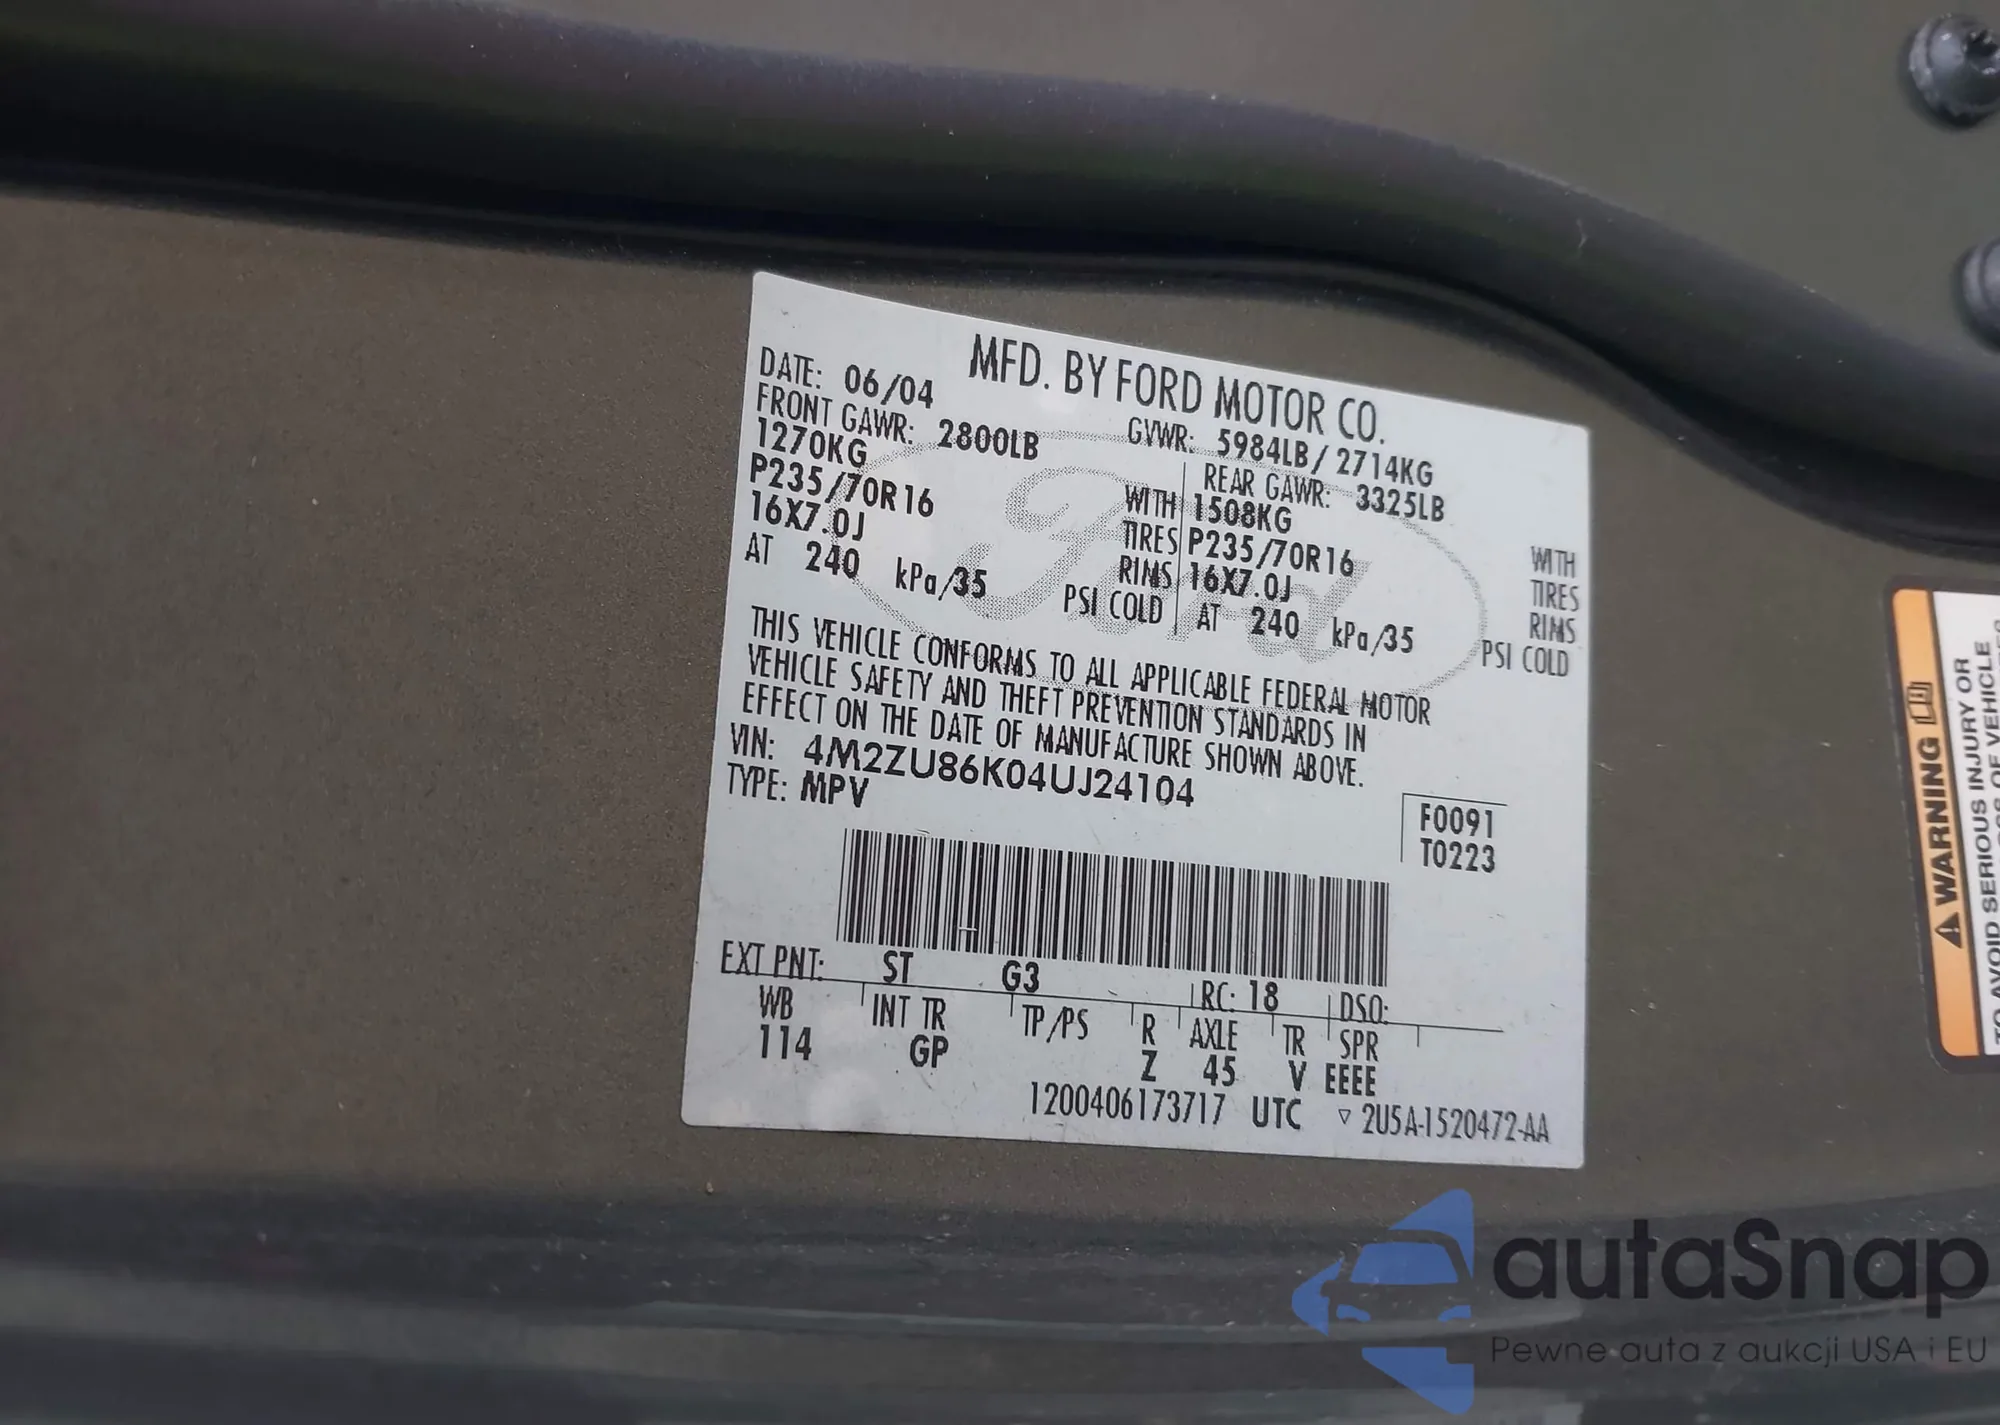 MFD. BY FORD MOTOR CO.
DATE: 06/04 GVWR: 5984LB / 2714KG
FRONT GAWR: 2800LB REAR GAWR: 3325LB
1270KG WITH 1508KG WITH
P235/70R16 TIRES P235/70R16 TIRES
16X7.0J RIMS 16X7.0J RIMS
AT 240 kPa/35 PSI COLD AT 240 kPa/35 PSI COLD
Ford
THIS VEHICLE CONFORMS TO ALL APPLICABLE FEDERAL MOTOR
VEHICLE SAFETY AND THEFT PREVENTION STANDARDS IN
EFFECT ON THE DATE OF MANUFACTURE SHOWN ABOVE.
VIN: 4M2ZU86K04UJ24104
TYPE: MPV
F0091
T0223
EXT PNT: ST G3 RC: 18 DSO:
WB INT TR TP/PS R AXLE TR SPR
114 GP Z 45 V EEEE
1200406173717 UTC ▽ 2U5A-1520472-AA
WARNING
TO AVOID SERIOUS INJURY OR
OF VEHICLE
autaSnap
Pewne auta z aukcji USA i EU